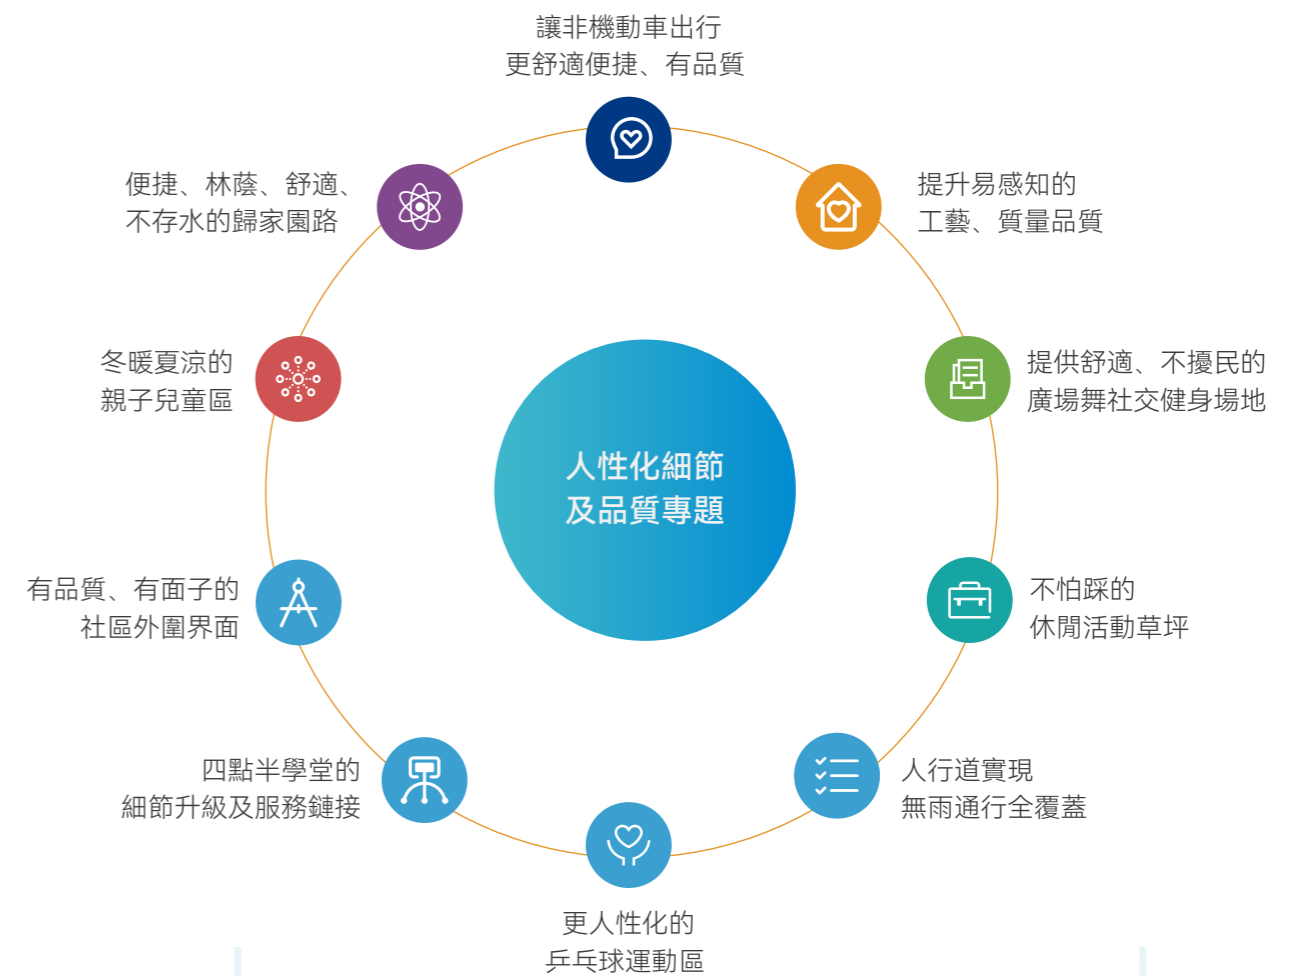 讓非機動車出行
更舒適便捷、有品質
提升易感知的
工藝、質量品質
提供舒適、不擾民的
廣場舞社交健身場地
不怕踩的
休閒活動草坪
人行道實現
無雨通行全覆蓋
更人性化的
乒乓球運動區
四點半學堂的
細節升級及服務鏈接
有品質、有面子的
社區外圍界面
冬暖夏涼的
親子兒童區
便捷、林蔭、舒適、
不存水的歸家園路
人性化細節
及品質專題